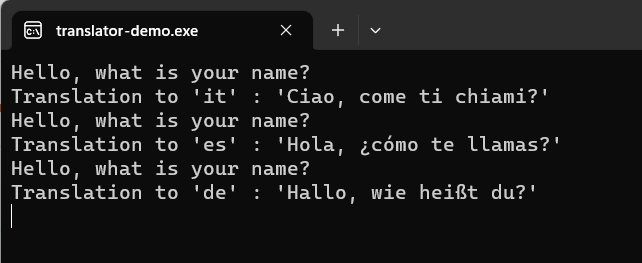 translator-demo.exe
Hello, what is your name?
Translation to 'it' : 'Ciao, come ti chiami?'
Hello, what is your name?
Translation to 'es' : 'Hola, ¿cómo te llamas?'
Hello, what is your name?
Translation to 'de' : 'Hallo, wie heißt du?'